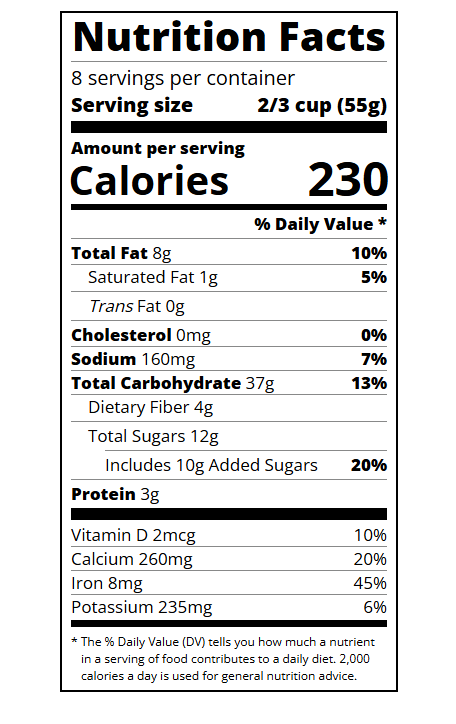 Nutrition Facts
8 servings per container
Serving size 2/3 cup (55g)
Amount per serving
Calories 230
% Daily Value *
Total Fat 8g 10%
Saturated Fat 1g 5%
Trans Fat 0g
Cholesterol 0mg 0%
Sodium 160mg 7%
Total Carbohydrate 37g 13%
Dietary Fiber 4g
Total Sugars 12g
Includes 10g Added Sugars 20%
Protein 3g
Vitamin D 2mcg 10%
Calcium 260mg 20%
Iron 8mg 45%
Potassium 235mg 6%
* The % Daily Value (DV) tells you how much a nutrient
in a serving of food contributes to a daily diet. 2,000
calories a day is used for general nutrition advice.